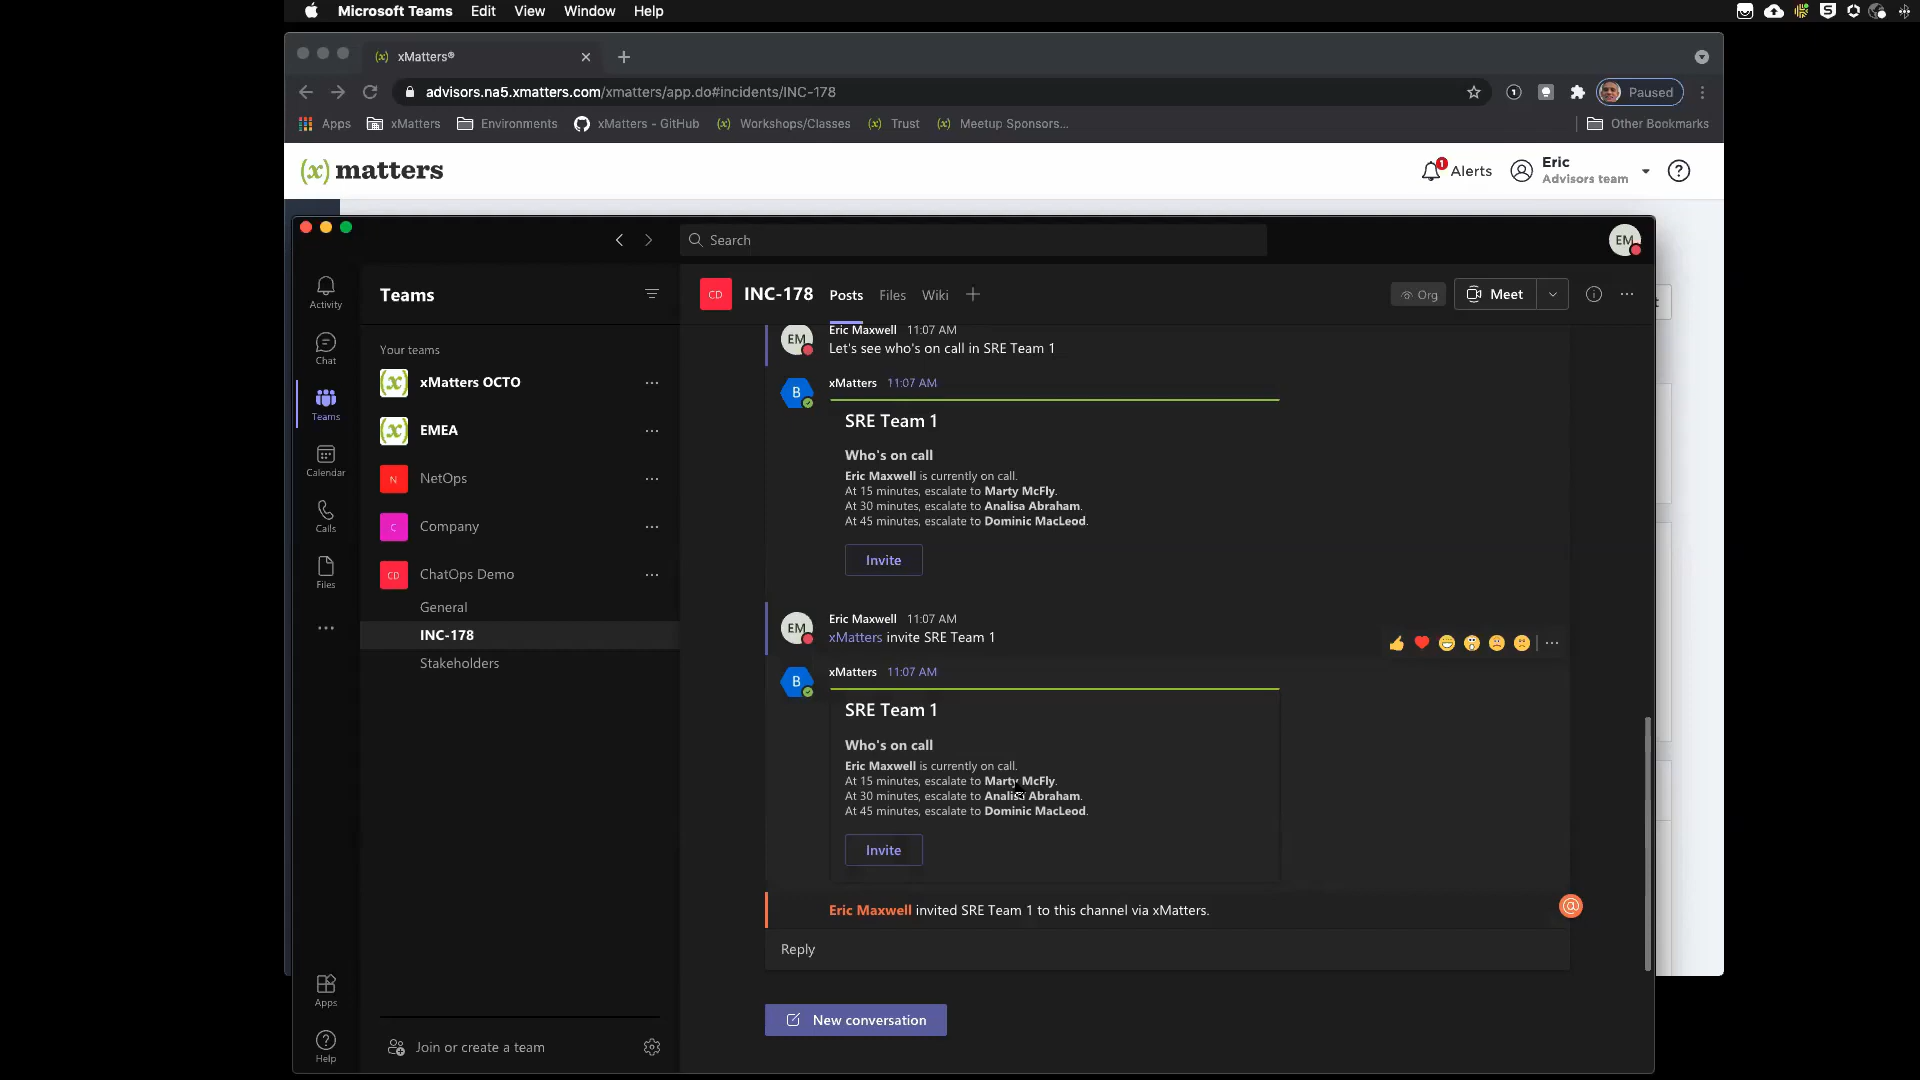 Microsoft Teams Edit View Window Help
(x) xMatters®
advisors.na5.xmatters.com/xmatters/app.do#incidents/INC-178
Paused
Apps xMatters Environments xMatters - GitHub (x) Workshops/Classes (x) Trust (x) Meetup Sponsors... Other Bookmarks
(x) matters
1 Alerts
Eric
Advisors team
?
Search
EM
Activity
Chat
Teams
Calendar
Calls
Files
...
Apps
Help
Teams
Your teams
(x) xMatters OCTO ...
(x) EMEA ...
N NetOps ...
C Company ...
CD ChatOps Demo ...
General
INC-178
Stakeholders
Join or create a team
CD INC-178 Posts Files Wiki +
Org Meet ...
EM Eric Maxwell 11:07 AM
Let's see who's on call in SRE Team 1
B xMatters 11:07 AM
SRE Team 1
Who's on call
Eric Maxwell is currently on call.
At 15 minutes, escalate to Marty McFly.
At 30 minutes, escalate to Analisa Abraham.
At 45 minutes, escalate to Dominic MacLeod.
Invite
EM Eric Maxwell 11:07 AM
xMatters invite SRE Team 1
B xMatters 11:07 AM
SRE Team 1
Who's on call
Eric Maxwell is currently on call.
At 15 minutes, escalate to Marty McFly.
At 30 minutes, escalate to Analisa Abraham.
At 45 minutes, escalate to Dominic MacLeod.
Invite
Eric Maxwell invited SRE Team 1 to this channel via xMatters.
@
Reply
New conversation